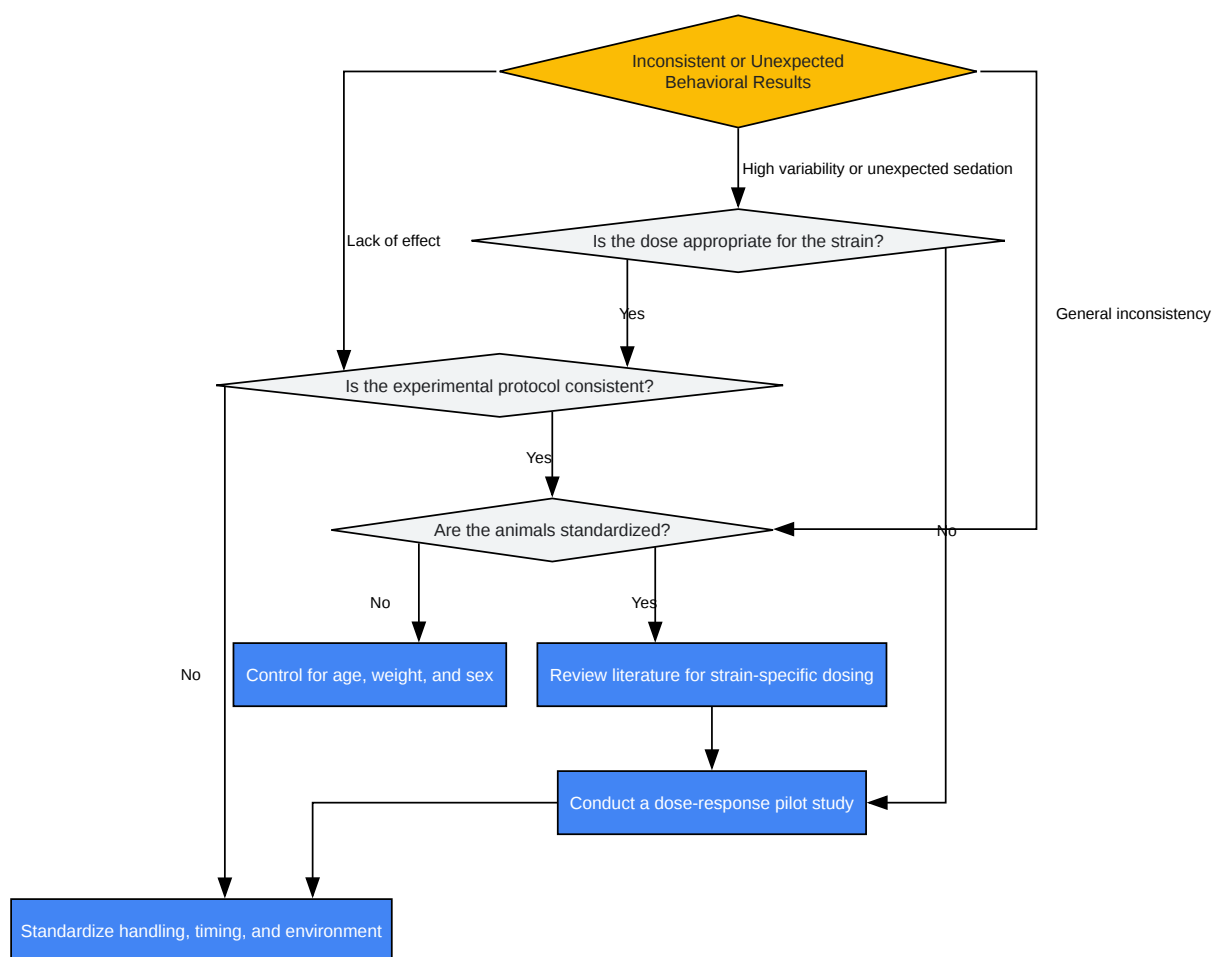 Inconsistent or Unexpected
Behavioral Results
High variability or unexpected sedation
Lack of effect
Is the dose appropriate for the strain?
Yes
General inconsistency
Is the experimental protocol consistent?
Yes
Are the animals standardized?
No
No
Yes
No
Control for age, weight, and sex
Review literature for strain-specific dosing
Conduct a dose-response pilot study
Standardize handling, timing, and environment